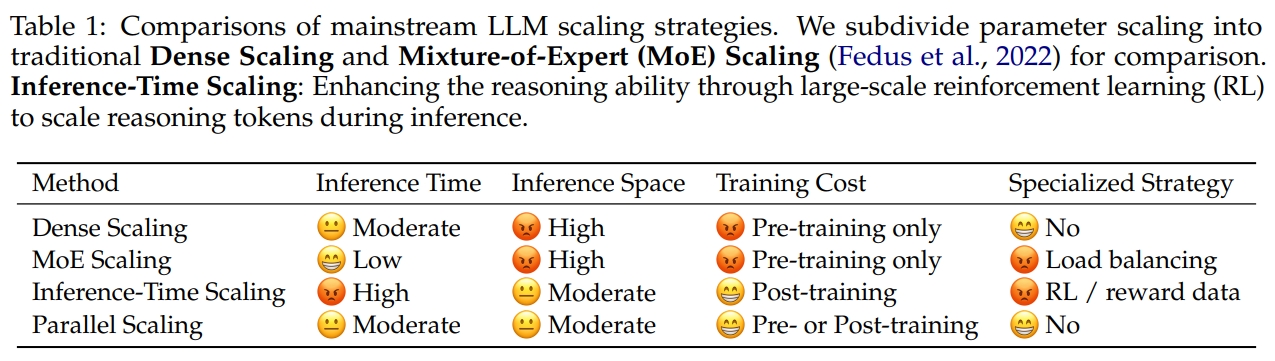 Table 1: Comparisons of mainstream LLM scaling strategies. We subdivide parameter scaling into
traditional Dense Scaling and Mixture-of-Expert (MoE) Scaling (Fedus et al., 2022) for comparison.
Inference-Time Scaling: Enhancing the reasoning ability through large-scale reinforcement learning (RL)
to scale reasoning tokens during inference.
Method Inference Time Inference Space Training Cost Specialized Strategy
Dense Scaling 😐 Moderate 😡 High 😡 Pre-training only 😁 No
MoE Scaling 😁 Low 😡 High 😡 Pre-training only 😡 Load balancing
Inference-Time Scaling 😡 High 😐 Moderate 😁 Post-training 😡 RL / reward data
Parallel Scaling 😐 Moderate 😐 Moderate 😁 Pre- or Post-training 😁 No